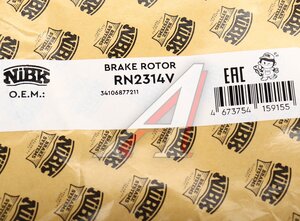 BRAKE ROTOR
NiBK
RN2314V
EAC
O.E.M.:
34106877211
4 673754 159155